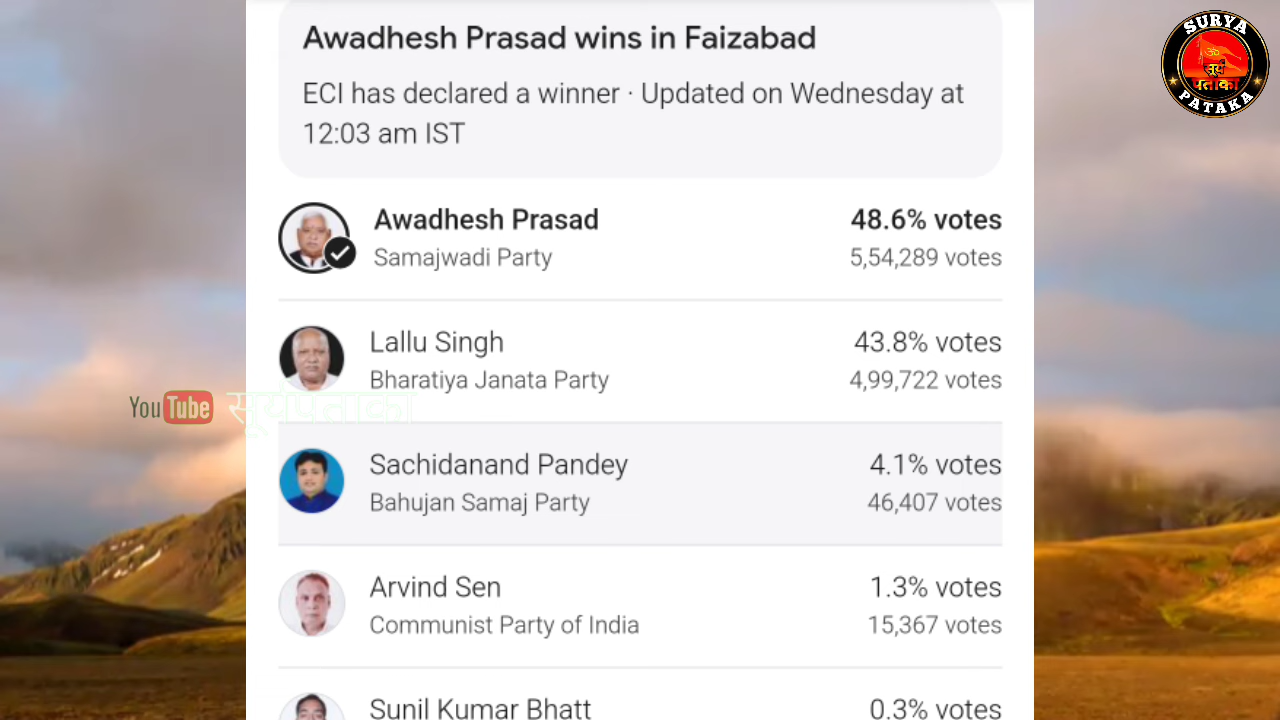 Awadhesh Prasad wins in Faizabad
ECI has declared a winner · Updated on Wednesday at
12:03 am IST
Awadhesh Prasad
48.6% votes
Samajwadi Party
5,54,289 votes
Lallu Singh
43.8% votes
Bharatiya Janata Party
4,99,722 votes
Sachidanand Pandey
4.1% votes
Bahujan Samaj Party
46,407 votes
Arvind Sen
1.3% votes
Communist Party of India
15,367 votes
Sunil Kumar Bhatt
0.3% votes
YouTube सूर्यपताका
SURYA
ॐ
सूर्य
पताका
PATAKA